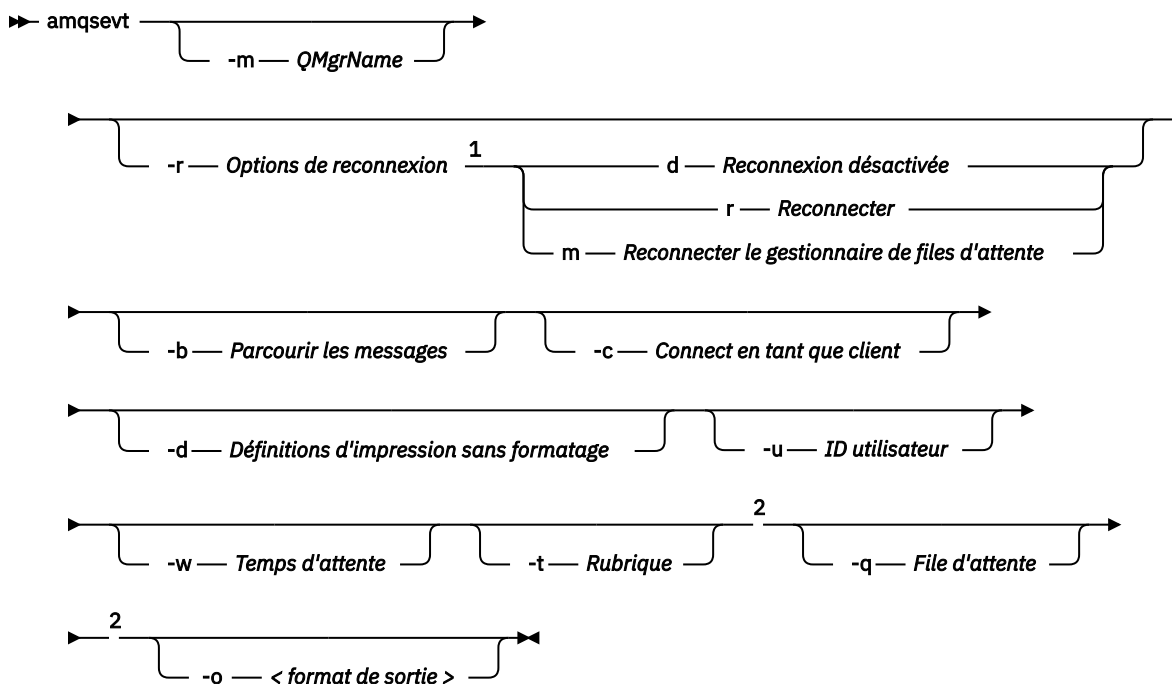 amqsevt
-m QMgrName
-r Options de reconnexion 1 d Reconnexion désactivée
r Reconnecter
m Reconnecter le gestionnaire de files d'attente
-b Parcourir les messages -c Connect en tant que client
-d Définitions d'impression sans formatage -u ID utilisateur
-w Temps d'attente -t Rubrique 2 -q File d'attente
2 -o < format de sortie >